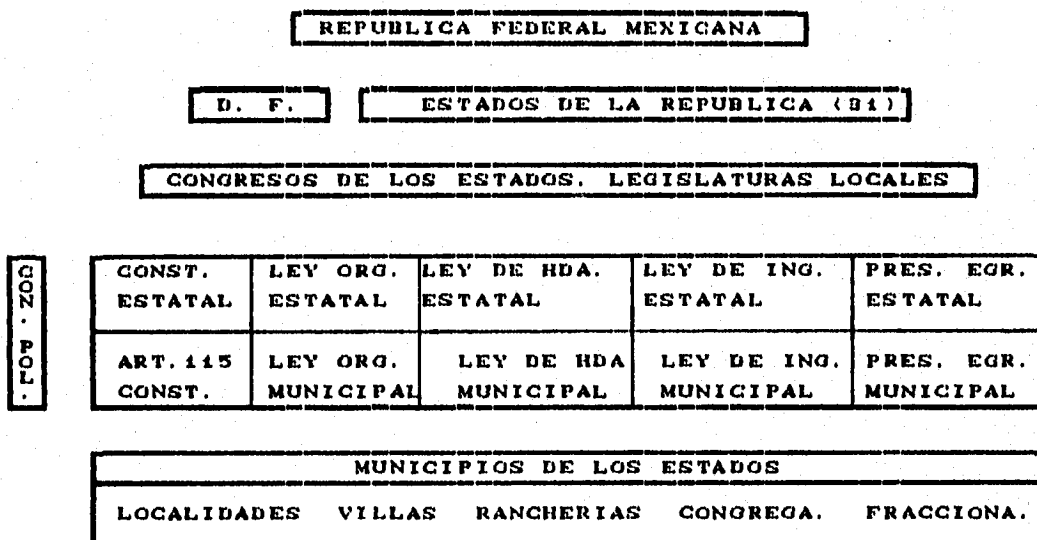 REPUBLICA FEDERAL MEXICANA
D. F. ESTADOS DE LA REPUBLICA (31)
CONGRESOS DE LOS ESTADOS. LEGISLATURAS LOCALES
CON. POL.
CONST. LEY ORG. LEY DE HDA. LEY DE ING. PRES. EGR.
ESTATAL ESTATAL ESTATAL ESTATAL ESTATAL
ART. 115 LEY ORG. LEY DE HDA LEY DE ING. PRES. EGR.
CONST. MUNICIPAL MUNICIPAL MUNICIPAL MUNICIPAL
MUNICIPIOS DE LOS ESTADOS
LOCALIDADES VILLAS RANCHERIAS CONGREGA. FRACCIONA.